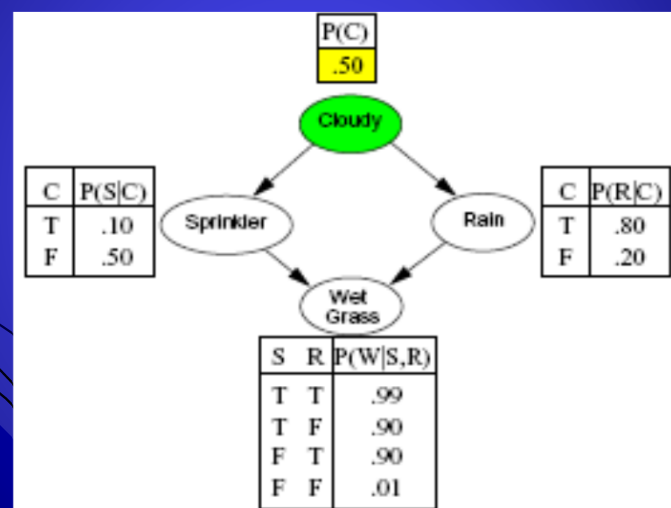 P(C)
.50
Cloudy
C P(S|C)
T .10
F .50
Sprinkler
Rain
C P(R|C)
T .80
F .20
Wet
Grass
S R P(W|S,R)
T T .99
T F .90
F T .90
F F .01